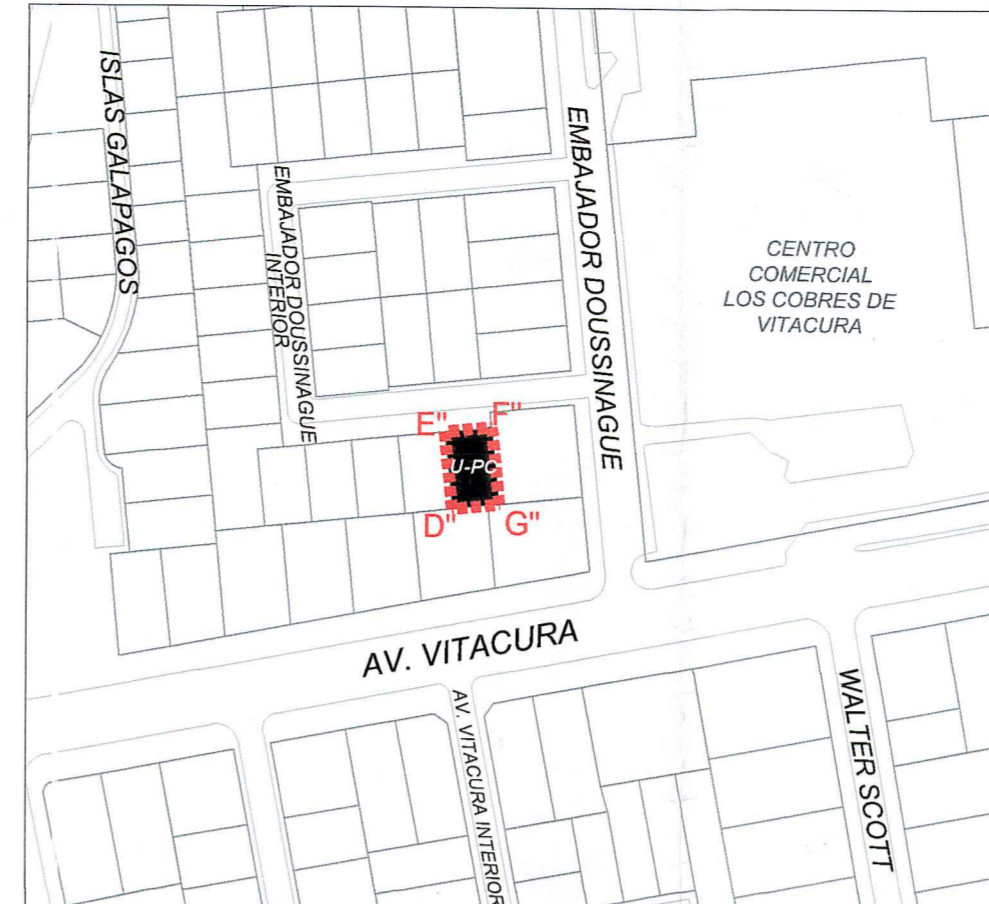 ISLAS GALAPAGOS
EMBAJADOR DOUSSINAGUE
INTERIOR
EMBAJADOR DOUSSINAGUE
CENTRO
COMERCIAL
LOS COBRES DE
VITACURA
E"
F"
U-PC
D"
G"
AV. VITACURA
AV. VITACURA INTERIOR
WALTER SCOTT